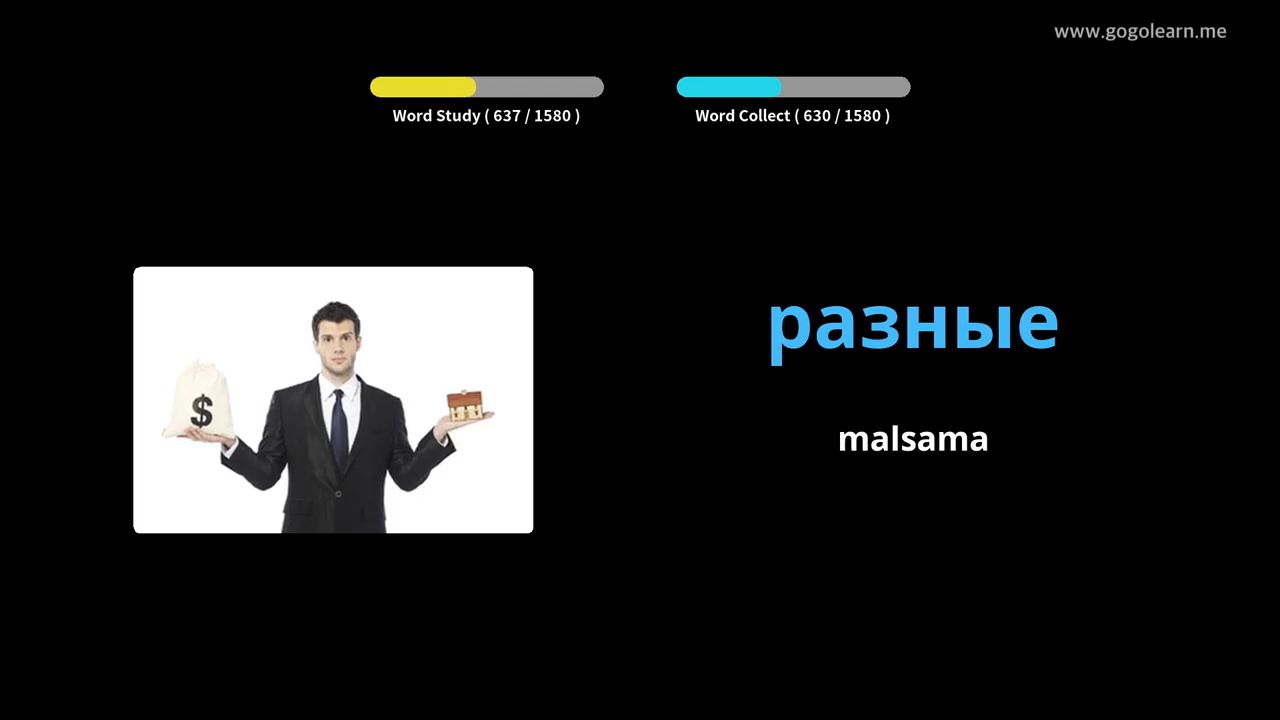 www.gogolearn.me
Word Study ( 637 / 1580 )
Word Collect ( 630 / 1580 )
$
разные
malsama